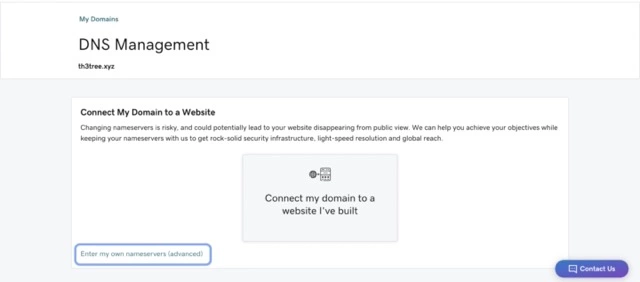 My Domains
DNS Management
th3tree.xyz
Connect My Domain to a Website
Changing nameservers is risky, and could potentially lead to your website disappearing from public view. We can help you achieve your objectives while
keeping your nameservers with us to get rock-solid security infrastructure, light-speed resolution and global reach.
Connect my domain to a
website I've built
Enter my own nameservers (advanced)
Contact Us